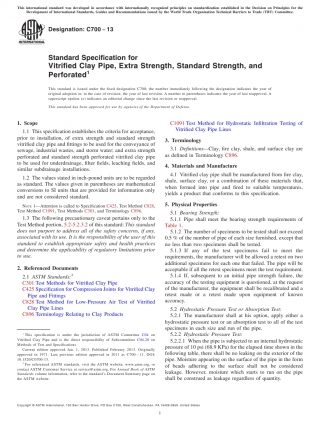 This international standard was developed in accordance with internationally recognized principles on standardization established in the Decision on Principles for the
Development of International Standards, Guides and Recommendations issued by the World Trade Organization Technical Barriers to Trade (TBT) Committee.
Designation: C700 - 13
INTERNATIONAL
Standard Specification for
Vitrified Clay Pipe, Extra Strength, Standard Strength, and
Perforated1
This standard is issued under the fixed designation C700; the number immediately following the designation indicates the year of
original adoption or, in the case of revision, the year of last revision. A number in parentheses indicates the year of last reapproval. A
superscript epsilon (ε) indicates an editorial change since the last revision or reapproval.
This standard has been approved for use by agencies of the Department of Defense.
1. Scope
1.1 This specification establishes the criteria for acceptance,
prior to installation, of extra strength and standard strength
vitrified clay pipe and fittings to be used for the conveyance of
sewage, industrial wastes, and storm water; and extra strength
perforated and standard strength perforated vitrified clay pipe
to be used for underdrainage, filter fields, leaching fields, and
similar subdrainage installations.
1.2 The values stated in inch-pound units are to be regarded
as standard. The values given in parentheses are mathematical
conversions to SI units that are provided for information only
and are not considered standard.
NOTE 1—Attention is called to Specification C425, Test Method C828,
Test Method C1091, Test Methods C301, and Terminology C896.
1.3 The following precautionary caveat pertains only to the
Test Method portion, 5.2.3.2.3.2 of this standard: This standard
does not purport to address all of the safety concerns, if any,
associated with its use. It is the responsibility of the user of this
standard to establish appropriate safety and health practices
and determine the applicability of regulatory limitations prior
to use.
2. Referenced Documents
2.1 ASTM Standards:2
C301 Test Methods for Vitrified Clay Pipe
C425 Specification for Compression Joints for Vitrified Clay
Pipe and Fittings
C828 Test Method for Low-Pressure Air Test of Vitrified
Clay Pipe Lines
C896 Terminology Relating to Clay Products
1 This specification is under the jurisdiction of ASTM Committee C04 on
Vitrified Clay Pipe and is the direct responsibility of Subcommittee C04.20 on
Methods of Test and Specifications.
Current edition approved Jan. 1, 2013. Published February 2013. Originally
approved in 1971. Last previous edition approved in 2011 as C700 – 11. DOI:
10.1520/C0700-13.
2 For referenced ASTM standards, visit the ASTM website, www.astm.org, or
contact ASTM Customer Service at service@astm.org. For Annual Book of ASTM
Standards volume information, refer to the standard's Document Summary page on
the ASTM website.
C1091 Test Method for Hydrostatic Infiltration Testing of
Vitrified Clay Pipe Lines
3. Terminology
3.1 Definitions—Clay, fire clay, shale, and surface clay are
as defined in Terminology C896.
4. Materials and Manufacture
4.1 Vitrified clay pipe shall be manufactured from fire clay,
shale, surface clay, or a combination of these materials that,
when formed into pipe and fired to suitable temperatures,
yields a product that conforms to this specification.
5. Physical Properties
5.1 Bearing Strength:
5.1.1 Pipe shall meet the bearing strength requirements of
Table 1.
5.1.2 The number of specimens to be tested shall not exceed
0.5 % of the number of pipe of each size furnished, except that
no less than two specimens shall be tested.
5.1.3 If any of the test specimens fail to meet the
requirements, the manufacturer will be allowed a retest on two
additional specimens for each one that failed. The pipe will be
acceptable if all the retest specimens meet the test requirement.
5.1.4 If, subsequent to an initial pipe strength failure, the
accuracy of the testing equipment is questioned, at the request
of the manufacturer, the equipment shall be recalibrated and a
retest made or a retest made upon equipment of known
accuracy.
5.2 Hydrostatic Pressure Test or Absorption Test:
5.2.1 The manufacturer shall at his option, apply either a
hydrostatic pressure test or an absorption test to all of the test
specimens in each size and run of the pipe.
5.2.2 Hydrostatic Pressure Test:
5.2.2.1 When the pipe is subjected to an internal hydrostatic
pressure of 10 psi (68.9 KPa) for the elapsed time shown in the
following table, there shall be no leaking on the exterior of the
pipe. Moisture appearing on the surface of the pipe in the form
of beads adhering to the surface shall not be considered
leakage. However, moisture which starts to run on the pipe
shall be construed as leakage regardless of quantity.
Copyright © ASTM International, 100 Barr Harbor Drive, PO Box C700, West Conshohocken, PA 19428-2959. United States
1